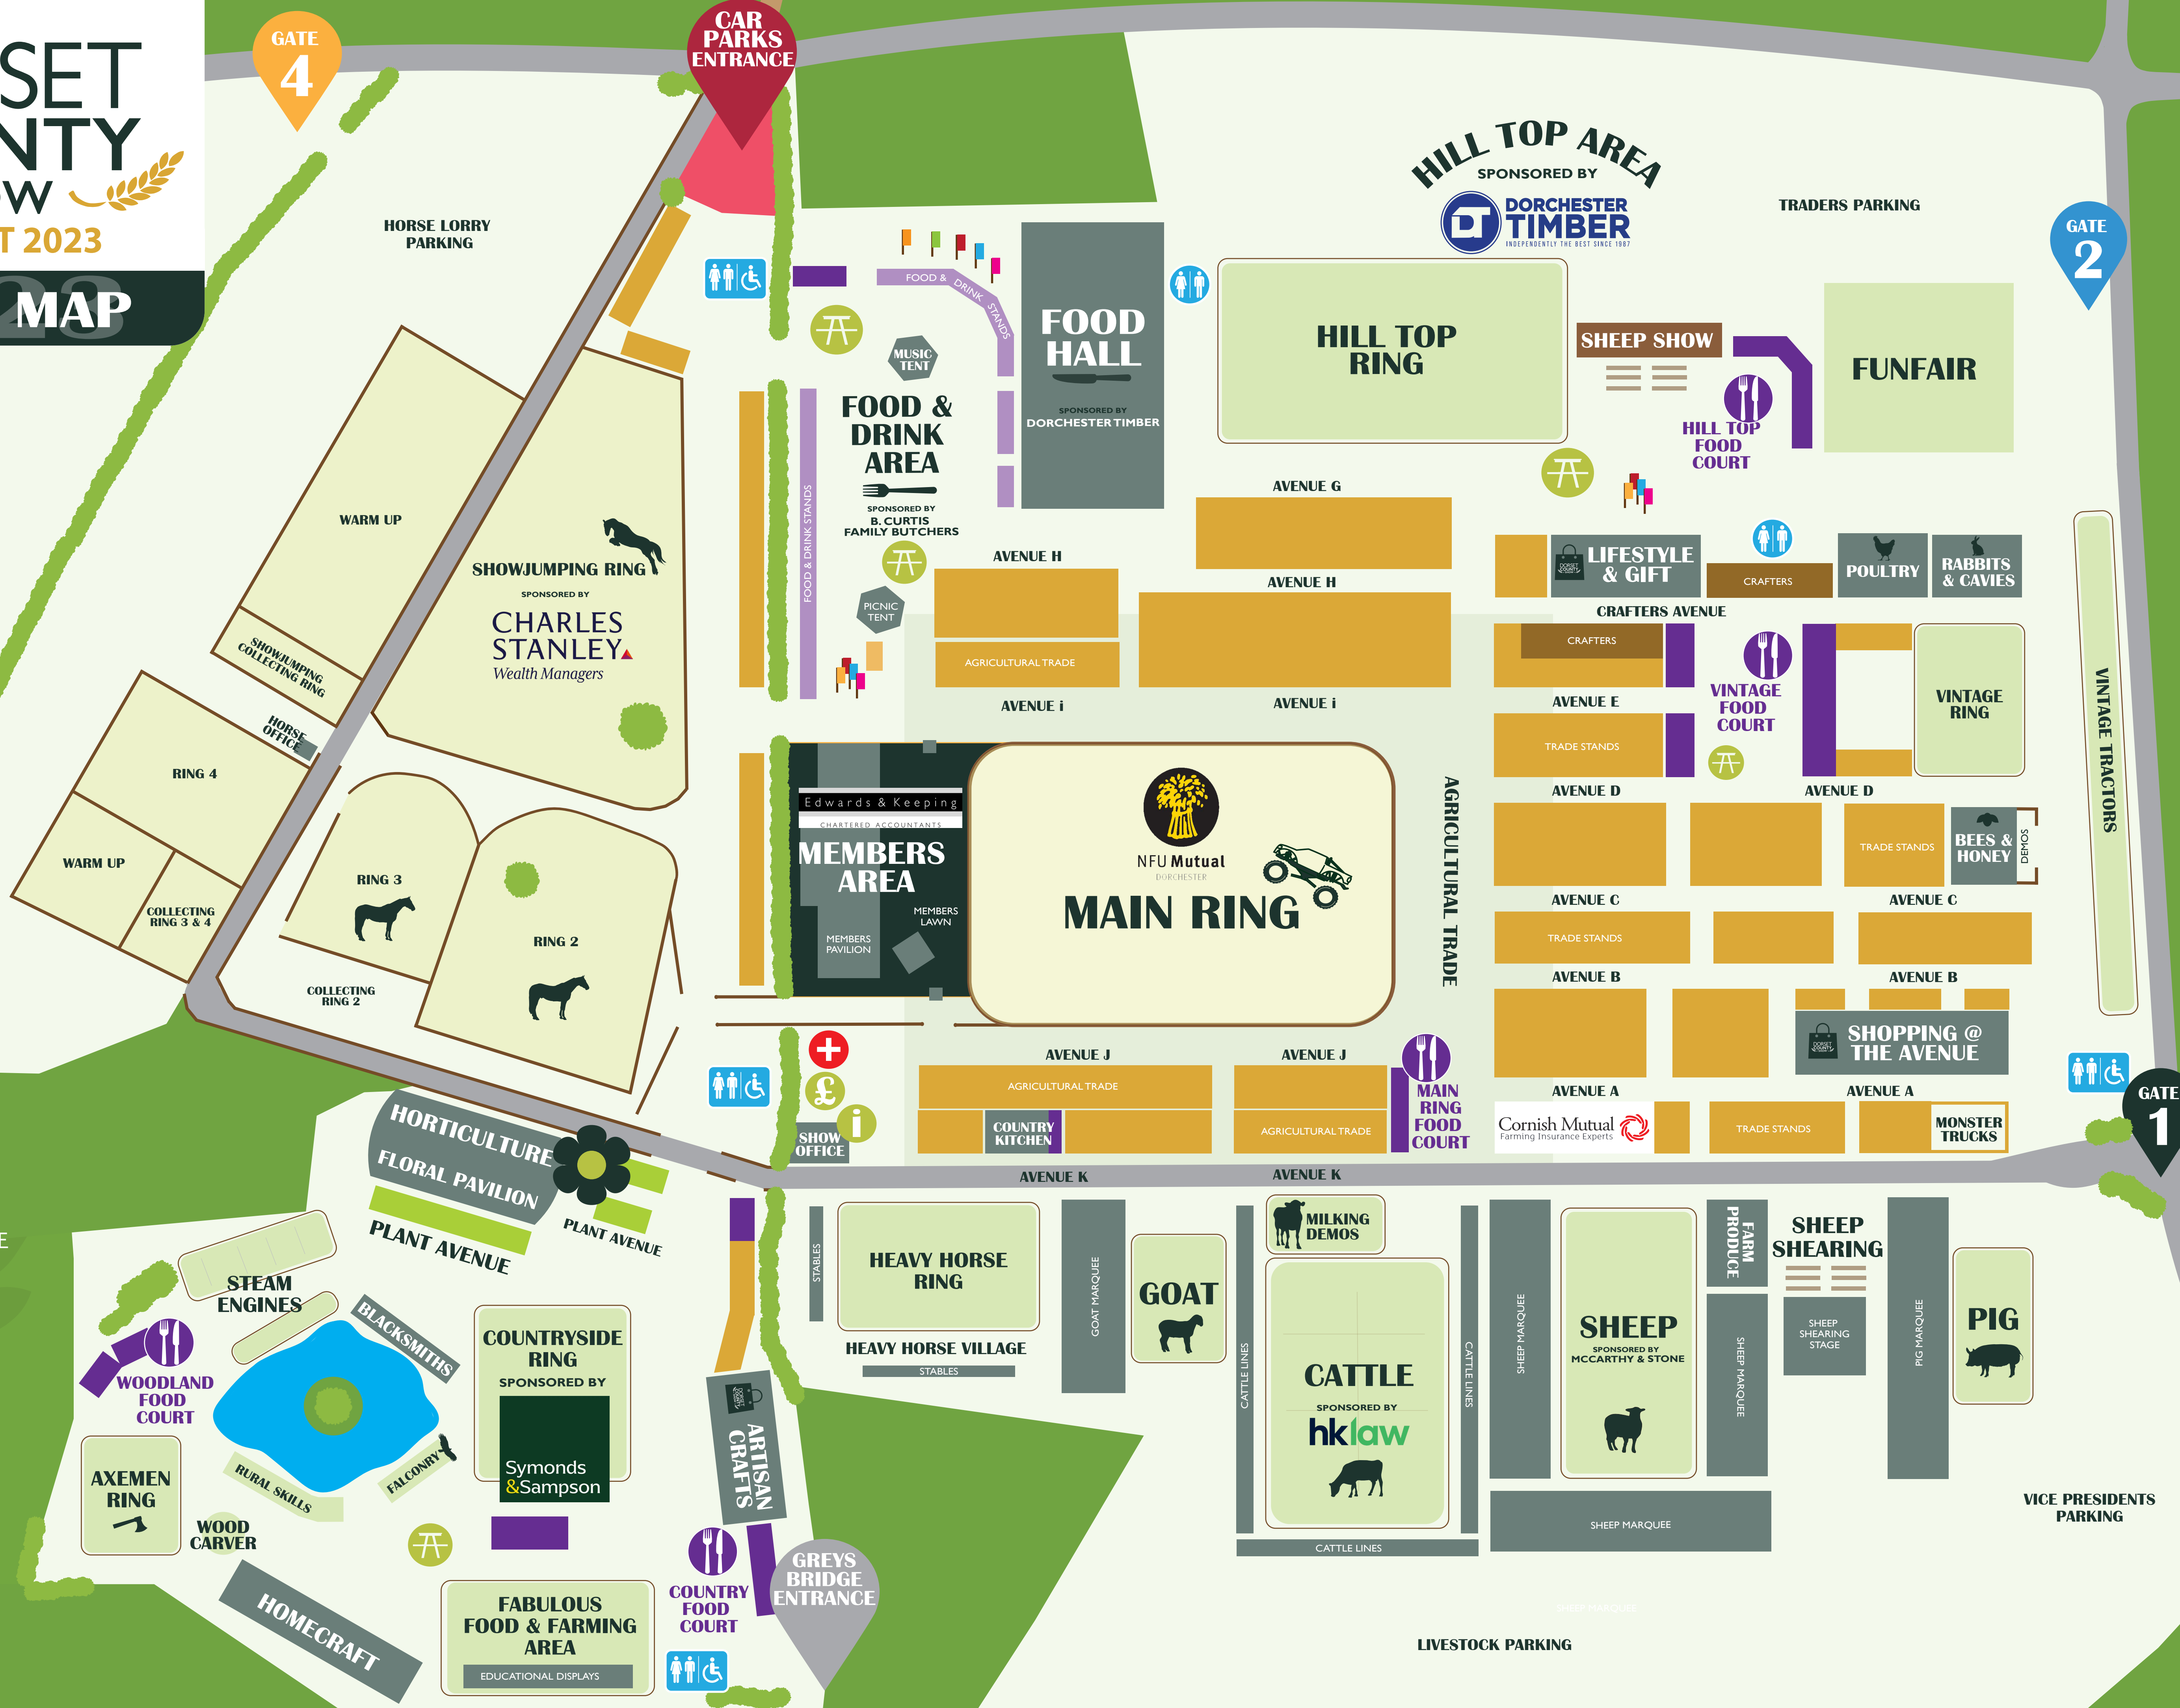 SET
NTY
OW
T 2023
MAP
GATE
4
CAR
PARKS
ENTRANCE
HORSE LORRY
PARKING
HILL TOP AREA
SPONSORED BY
DORCHESTER
TIMBER
INDEPENDENTLY THE BEST SINCE 1987
TRADERS PARKING
GATE
2
FOOD & DRINK STANDS
MUSIC
TENT
FOOD
HALL
SPONSORED BY
DORCHESTER TIMBER
HILL TOP
RING
SHEEP SHOW
HILL TOP
FOOD
COURT
FUNFAIR
FOOD &
DRINK
AREA
SPONSORED BY
B. CURTIS
FAMILY BUTCHERS
FOOD & DRINK STANDS
PICNIC
TENT
WARM UP
SHOWJUMPING RING
SPONSORED BY
CHARLES
STANLEY
Wealth Managers
SHOWJUMPING
COLLECTING RING
HORSE
OFFICE
RING 4
WARM UP
COLLECTING
RING 3 & 4
RING 3
RING 2
COLLECTING
RING 2
AVENUE G
AVENUE H
AVENUE H
AGRICULTURAL TRADE
AVENUE i
AVENUE i
LIFESTYLE
& GIFT
CRAFTERS
POULTRY
RABBITS
& CAVIES
CRAFTERS AVENUE
CRAFTERS
AVENUE E
VINTAGE
FOOD
COURT
VINTAGE
RING
VINTAGE TRACTORS
TRADE STANDS
AVENUE D
AVENUE D
TRADE STANDS
BEES &
HONEY
DEMOS
AVENUE C
AVENUE C
TRADE STANDS
AVENUE B
AVENUE B
SHOPPING @
THE AVENUE
AVENUE A
AVENUE A
Cornish Mutual
Farming Insurance Experts
TRADE STANDS
MONSTER
TRUCKS
GATE
1
Edwards & Keeping
CHARTERED ACCOUNTANTS
MEMBERS
AREA
MEMBERS
LAWN
MEMBERS
PAVILION
NFU Mutual
DORCHESTER
MAIN RING
AGRICULTURAL TRADE
AVENUE J
AVENUE J
AGRICULTURAL TRADE
COUNTRY
KITCHEN
AGRICULTURAL TRADE
MAIN
RING
FOOD
COURT
£
i
SHOW
OFFICE
AVENUE K
AVENUE K
HORTICULTURE
FLORAL PAVILION
PLANT AVENUE
PLANT AVENUE
STEAM
ENGINES
BLACKSMITHS
WOODLAND
FOOD
COURT
AXEMEN
RING
RURAL SKILLS
FALCONRY
WOOD
CARVER
HOMECRAFT
COUNTRYSIDE
RING
SPONSORED BY
Symonds
&Sampson
FABULOUS
FOOD & FARMING
AREA
EDUCATIONAL DISPLAYS
ARTISAN
CRAFTS
COUNTRY
FOOD
COURT
GREYS
BRIDGE
ENTRANCE
STABLES
HEAVY HORSE
RING
HEAVY HORSE VILLAGE
STABLES
GOAT MARQUEE
GOAT
CATTLE LINES
MILKING
DEMOS
CATTLE
SPONSORED BY
hklaw
CATTLE LINES
CATTLE LINES
SHEEP MARQUEE
SHEEP
SPONSORED BY
MCCARTHY & STONE
FARM
PRODUCE
SHEEP MARQUEE
SHEEP
SHEARING
SHEEP
SHEARING
STAGE
PIG MARQUEE
PIG
SHEEP MARQUEE
SHEEP MARQUEE
VICE PRESIDENTS
PARKING
LIVESTOCK PARKING